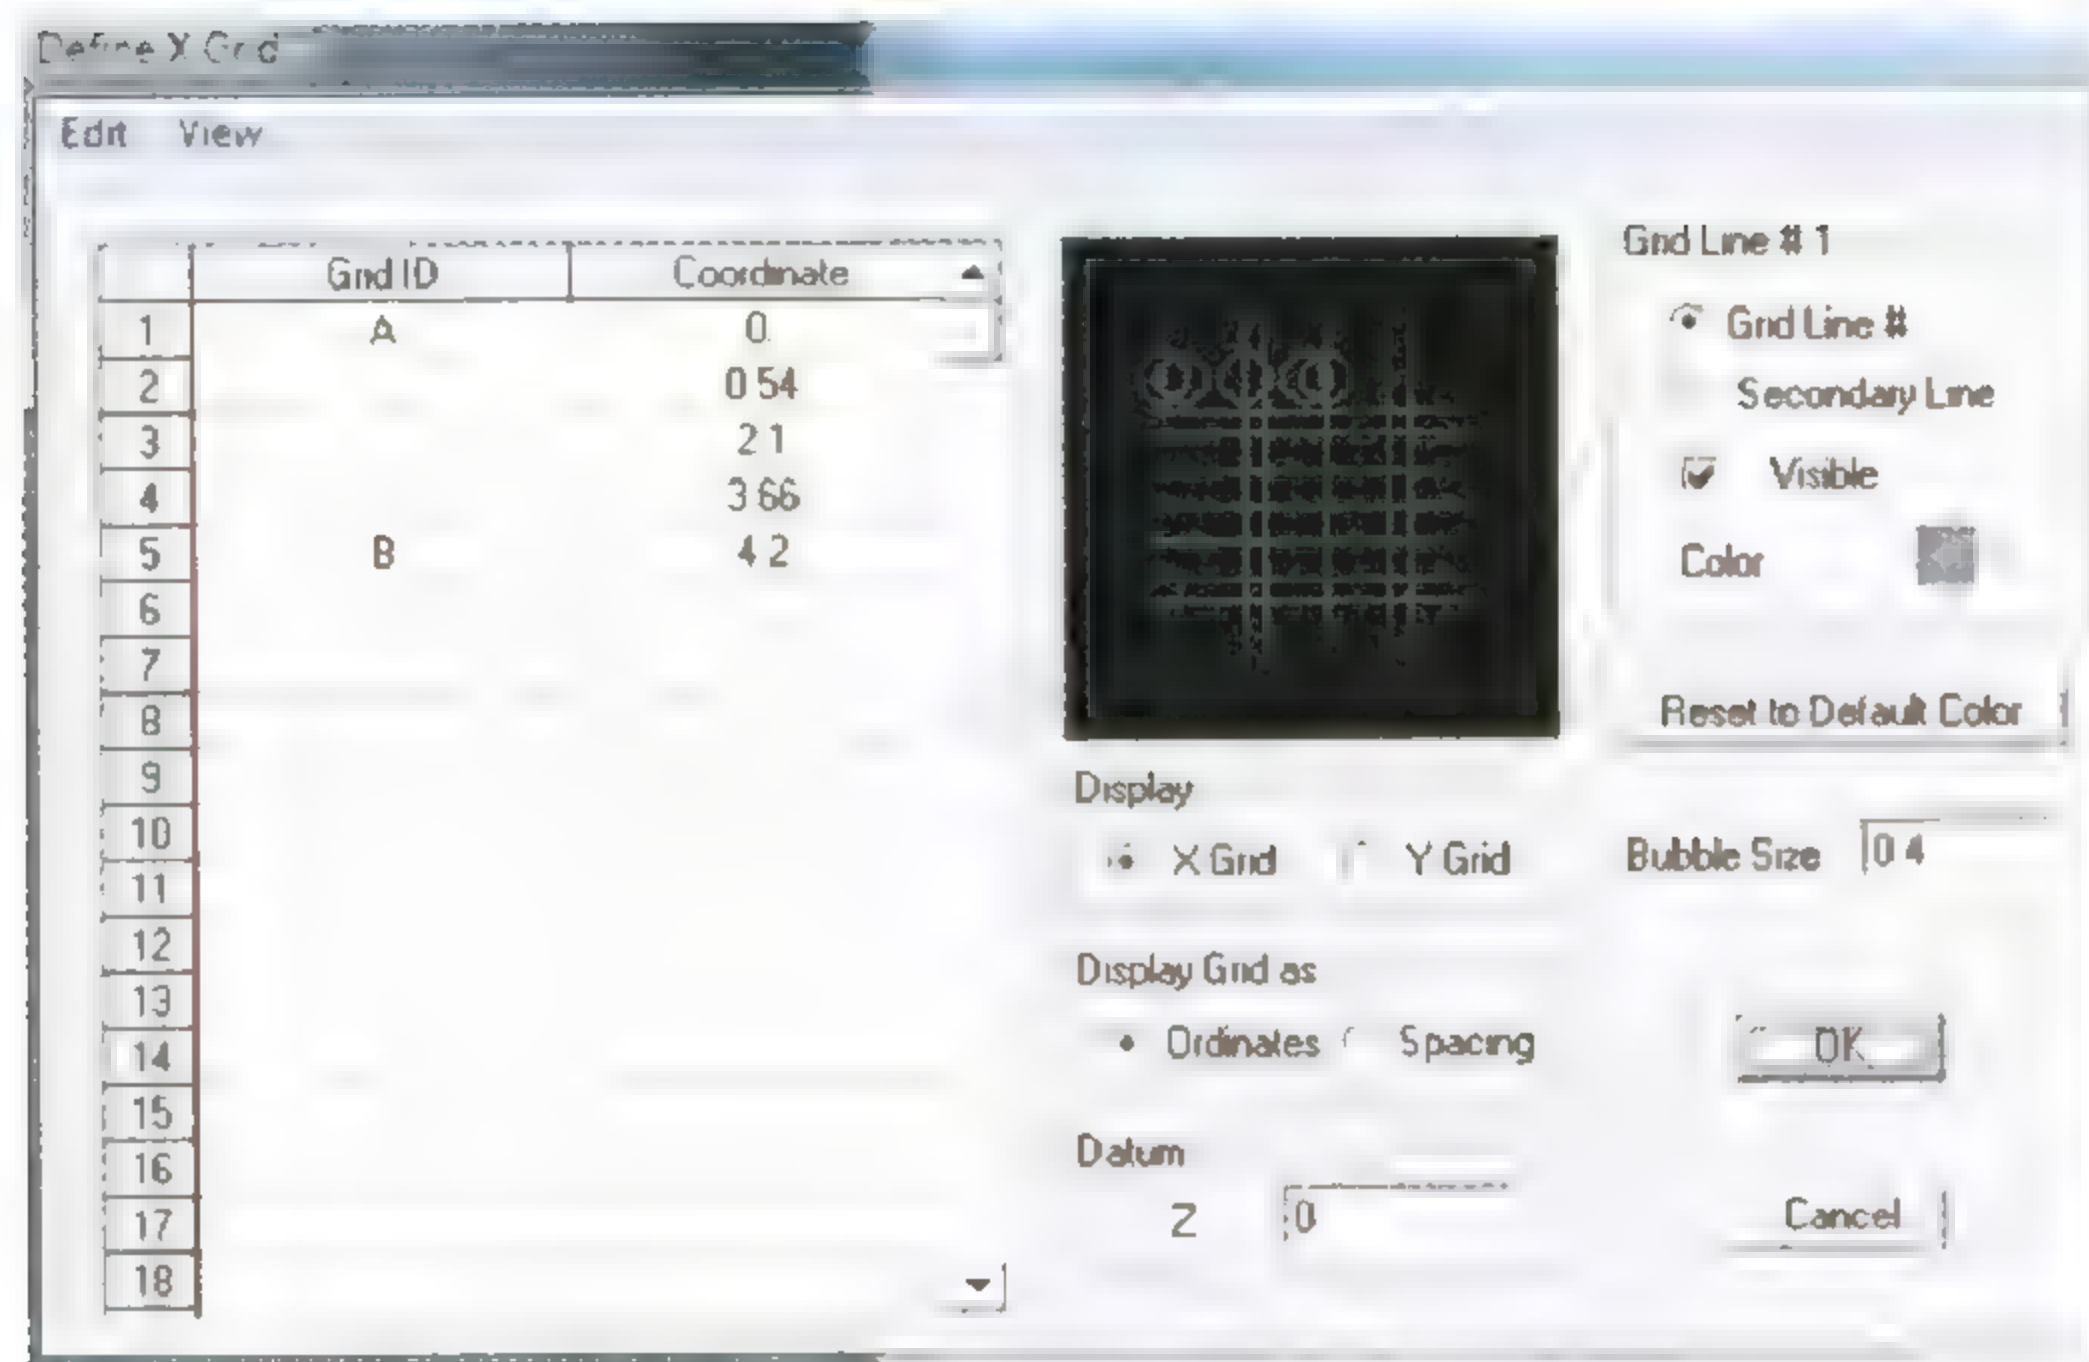 Define X Grid
Edit View
Grid ID Coordinate
1 A 0.
2 0.54
3 2.1
4 3.66
5 B 4.2
6
7
8
9
10
11
12
13
14
15
16
17
18
Grid Line # 1
Grid Line #
Secondary Line
Visible
Color
Reset to Default Color
Display
X Grid Y Grid
Bubble Size 0.4
Display Grid as
Ordinates Spacing
OK
Datum
Z 0
Cancel